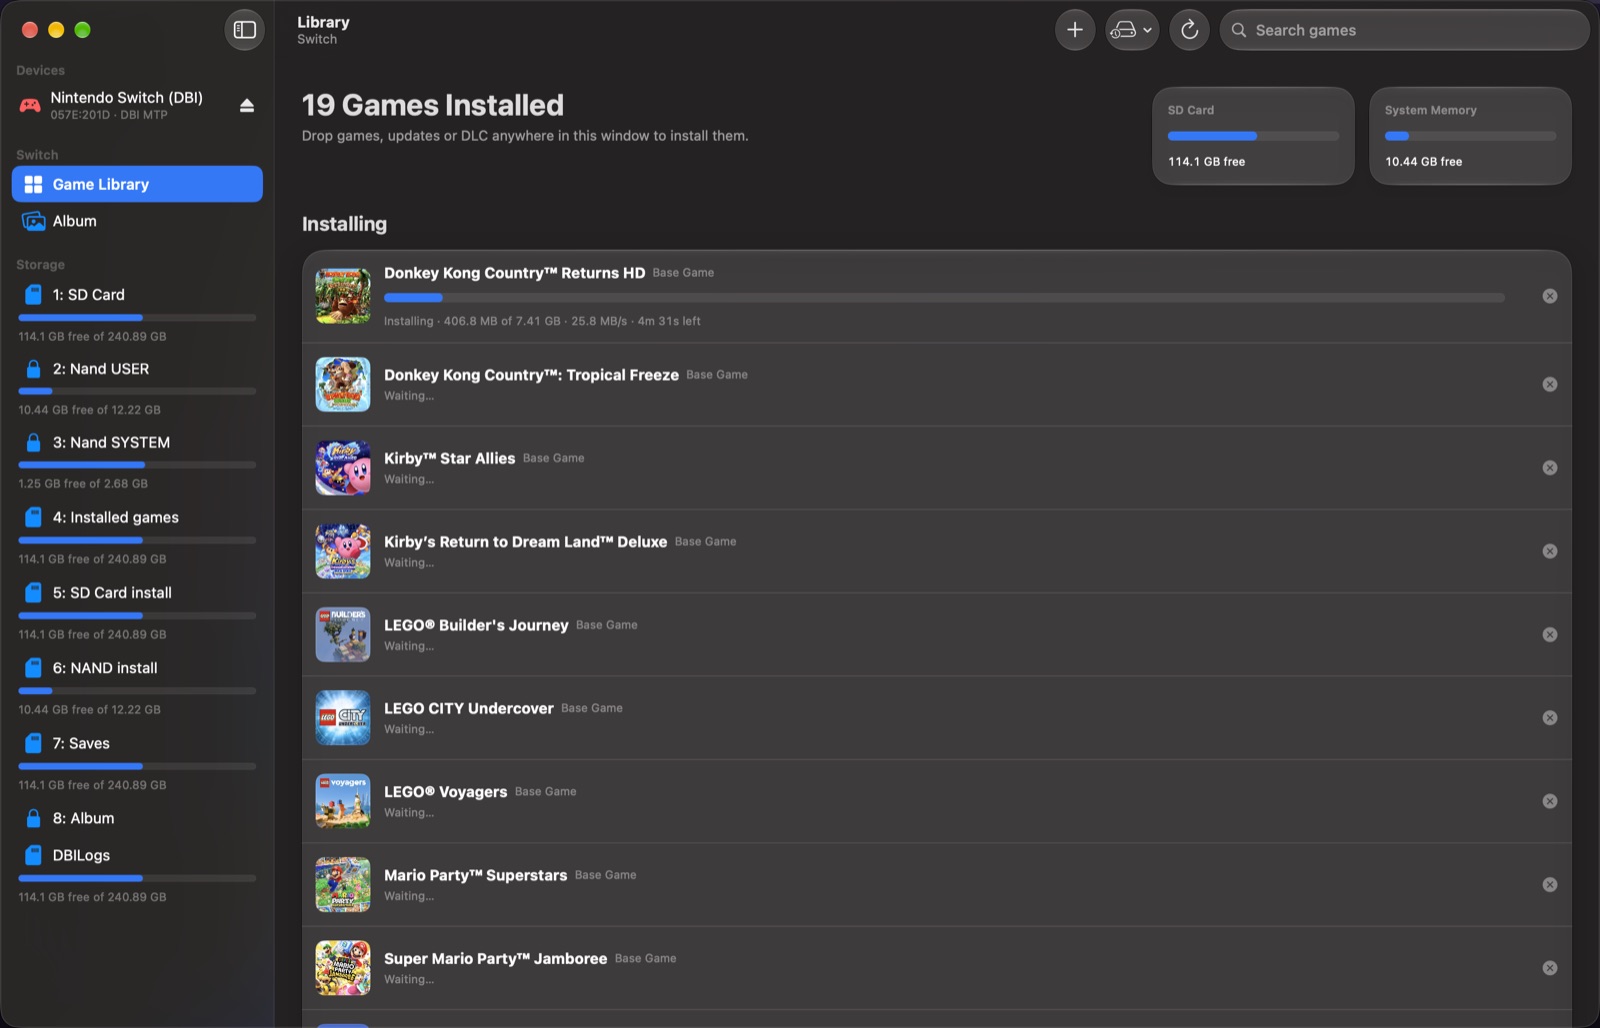 Library
Switch
Search games
Devices
Nintendo Switch (DBI)
057E:201D · DBI MTP
Switch
Game Library
Album
Storage
1: SD Card
114.1 GB free of 240.89 GB
2: Nand USER
10.44 GB free of 12.22 GB
3: Nand SYSTEM
1.25 GB free of 2.68 GB
4: Installed games
114.1 GB free of 240.89 GB
5: SD Card install
114.1 GB free of 240.89 GB
6: NAND install
10.44 GB free of 12.22 GB
7: Saves
114.1 GB free of 240.89 GB
8: Album
DBILogs
114.1 GB free of 240.89 GB
19 Games Installed
Drop games, updates or DLC anywhere in this window to install them.
SD Card
114.1 GB free
System Memory
10.44 GB free
Installing
Donkey Kong Country™ Returns HD Base Game
Installing · 406.8 MB of 7.41 GB · 25.8 MB/s · 4m 31s left
Donkey Kong Country™: Tropical Freeze Base Game
Waiting...
Kirby™ Star Allies Base Game
Waiting...
Kirby’s Return to Dream Land™ Deluxe Base Game
Waiting...
LEGO® Builder's Journey Base Game
Waiting...
LEGO CITY Undercover Base Game
Waiting...
LEGO® Voyagers Base Game
Waiting...
Mario Party™ Superstars Base Game
Waiting...
Super Mario Party™ Jamboree Base Game
Waiting...